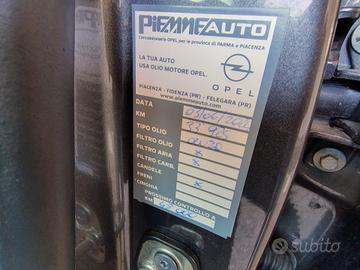 PIEMMEAUTO
Concessionario OPEL per le province di PARMA e PIACENZA
LA TUA AUTO
USA OLIO MOTORE OPEL.
OPEL
PIACENZA - FIDENZA (PR) - FELEGARA (PR)
www.piemmeauto.com
DATA
KM
TIPO OLIO
FILTRO OLIO
FILTRO ARIA x
FILTRO CARB. x
CANDELE
FRENI x
CINGHIA
PROSSIMO CONTROLLO A
KM
subito